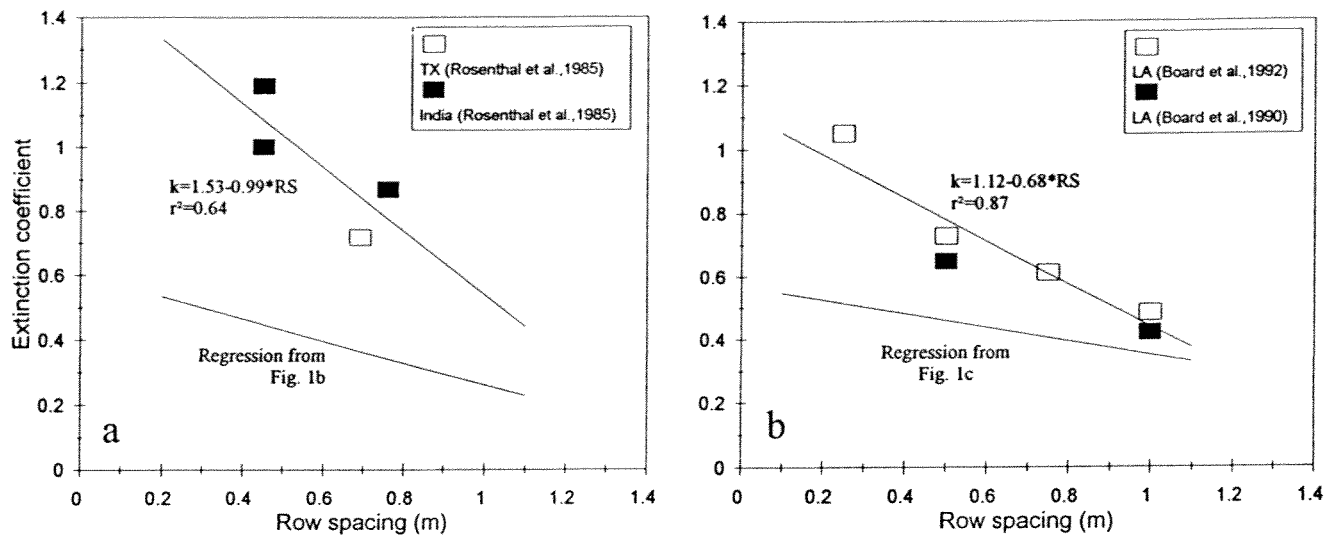 1.4
1.2
1
0.8
0.6
0.4
0.2
0
Extinction coefficient
TX (Rosenthal et al.,1985)
India (Rosenthal et al.,1985)
k=1.53-0.99*RS
r²=0.64
Regression from
Fig. 1b
a
0 0.2 0.4 0.6 0.8 1 1.2 1.4
Row spacing (m)
1.4
1.2
1
0.8
0.6
0.4
0.2
0
LA (Board et al.,1992)
LA (Board et al.,1990)
k=1.12-0.68*RS
r²=0.87
Regression from
Fig. 1c
b
0 0.2 0.4 0.6 0.8 1 1.2 1.4
Row spacing (m)